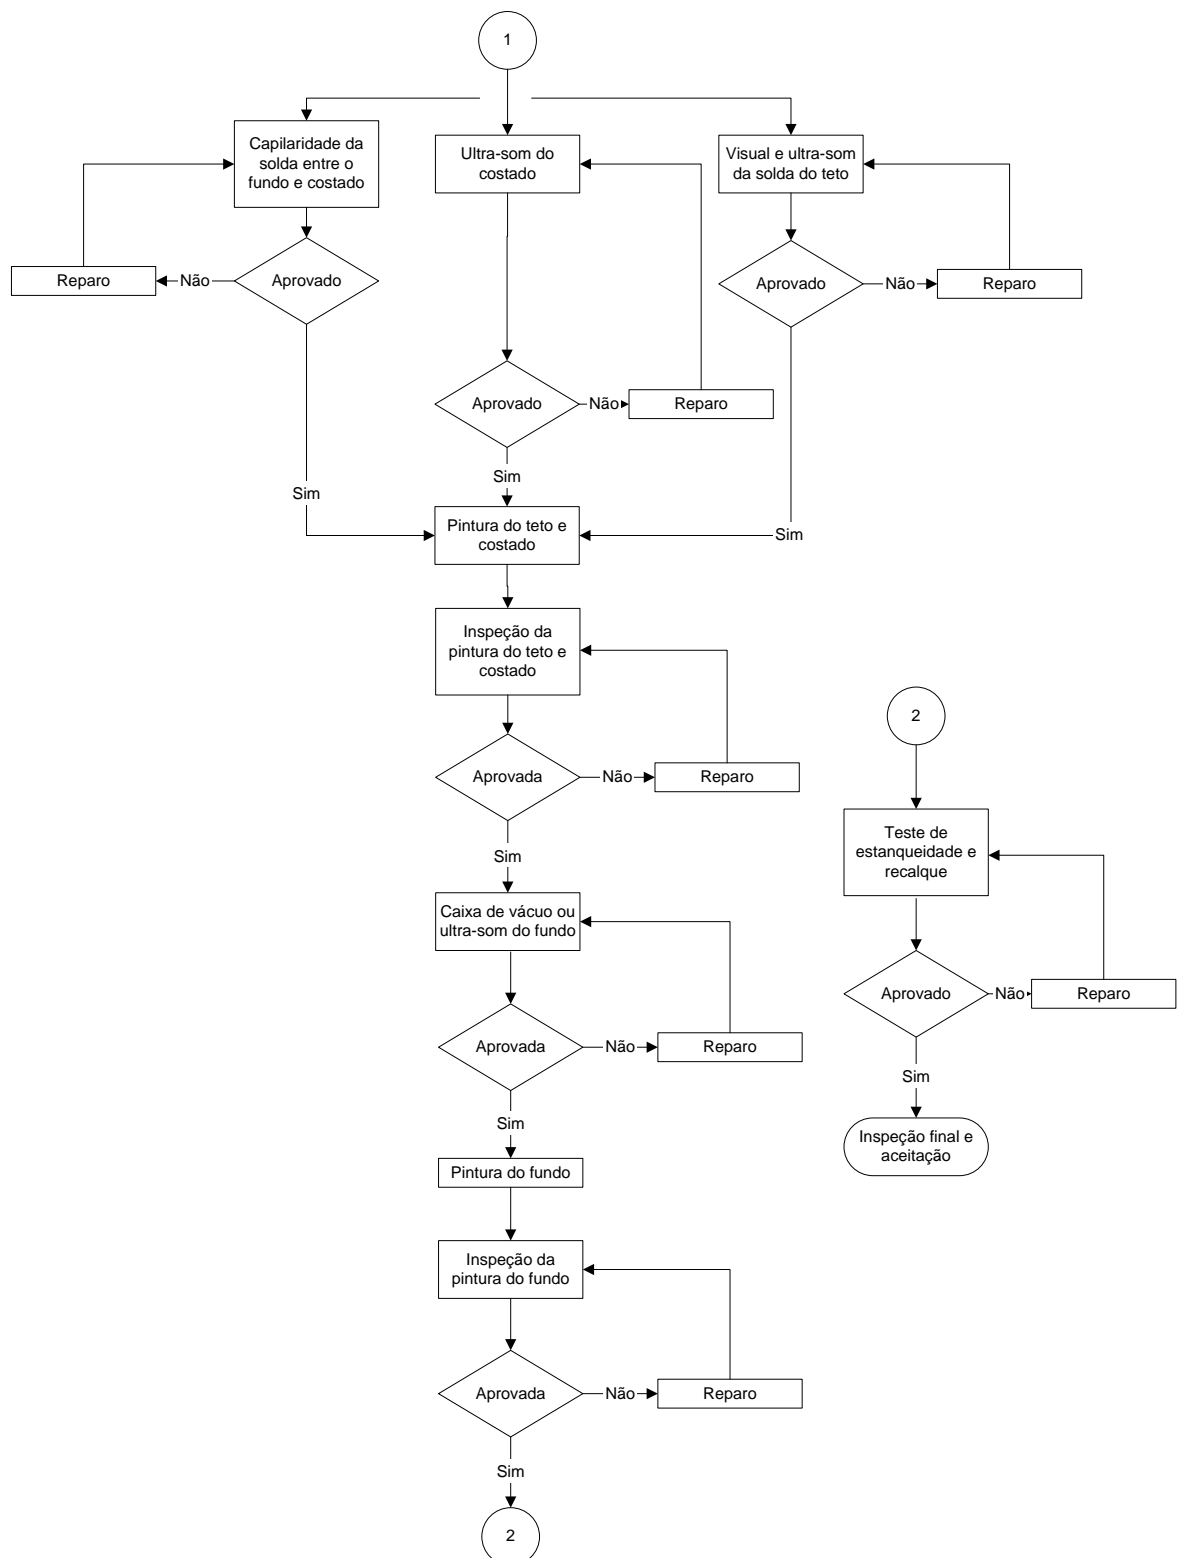 1
Capilaridade da
solda entre o
fundo e costado
Ultra-som do
costado
Visual e ultra-som
da solda do teto
Reparo
Não
Aprovado
Aprovado
Não
Reparo
Aprovado
Não
Reparo
Sim
Sim
Sim
Pintura do teto e
costado
Inspeção da
pintura do teto e
costado
Aprovada
Não
Reparo
Sim
Caixa de vácuo ou
ultra-som do fundo
Aprovada
Não
Reparo
Sim
Pintura do fundo
Inspeção da
pintura do fundo
Aprovada
Não
Reparo
Sim
2
2
Teste de
estanqueidade e
recalque
Aprovado
Não
Reparo
Sim
Inspeção final e
aceitação